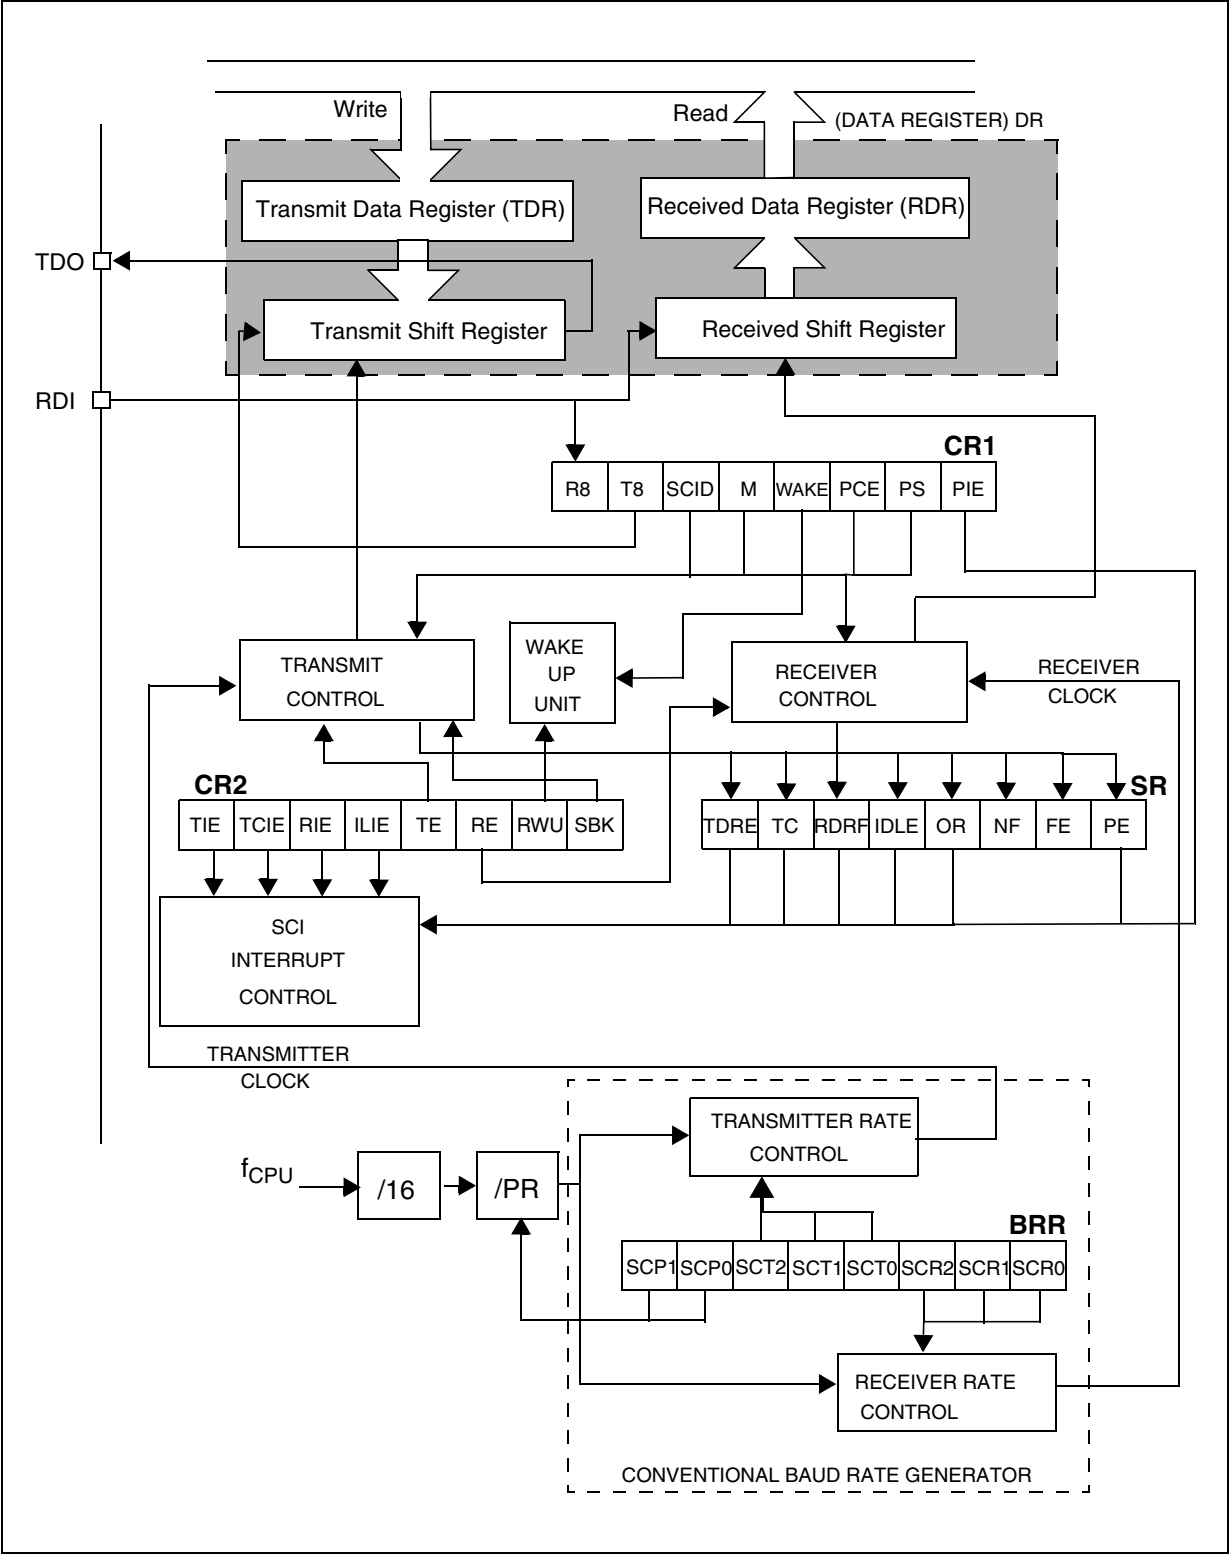 Write
Read
(DATA REGISTER) DR
Transmit Data Register (TDR)
Received Data Register (RDR)
TDO
Transmit Shift Register
Received Shift Register
RDI
CR1
R8 T8 SCID M WAKE PCE PS PIE
TRANSMIT
CONTROL
WAKE
UP
UNIT
RECEIVER
CONTROL
RECEIVER
CLOCK
CR2
TIE TCIE RIE ILIE TE RE RWU SBK
SR
TDRE TC RDRF IDLE OR NF FE PE
SCI
INTERRUPT
CONTROL
TRANSMITTER
CLOCK
TRANSMITTER RATE
CONTROL
fCPU
/16
/PR
BRR
SCP1 SCP0 SCT2 SCT1 SCT0 SCR2 SCR1 SCR0
RECEIVER RATE
CONTROL
CONVENTIONAL BAUD RATE GENERATOR